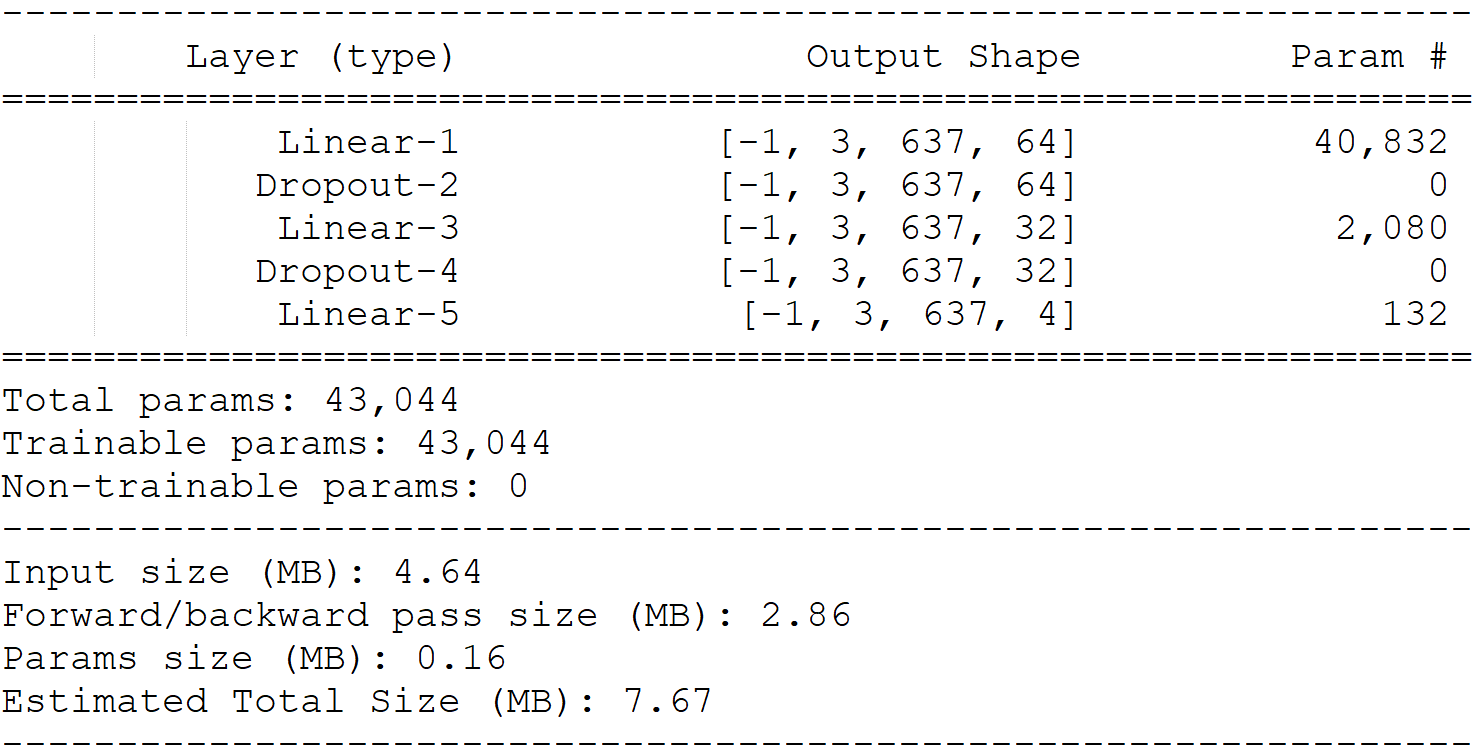 ----------------------------------------------------------------
Layer (type) Output Shape Param #
================================================================
Linear-1 [-1, 3, 637, 64] 40,832
Dropout-2 [-1, 3, 637, 64] 0
Linear-3 [-1, 3, 637, 32] 2,080
Dropout-4 [-1, 3, 637, 32] 0
Linear-5 [-1, 3, 637, 4] 132
================================================================
Total params: 43,044
Trainable params: 43,044
Non-trainable params: 0
----------------------------------------------------------------
Input size (MB): 4.64
Forward/backward pass size (MB): 2.86
Params size (MB): 0.16
Estimated Total Size (MB): 7.67
----------------------------------------------------------------